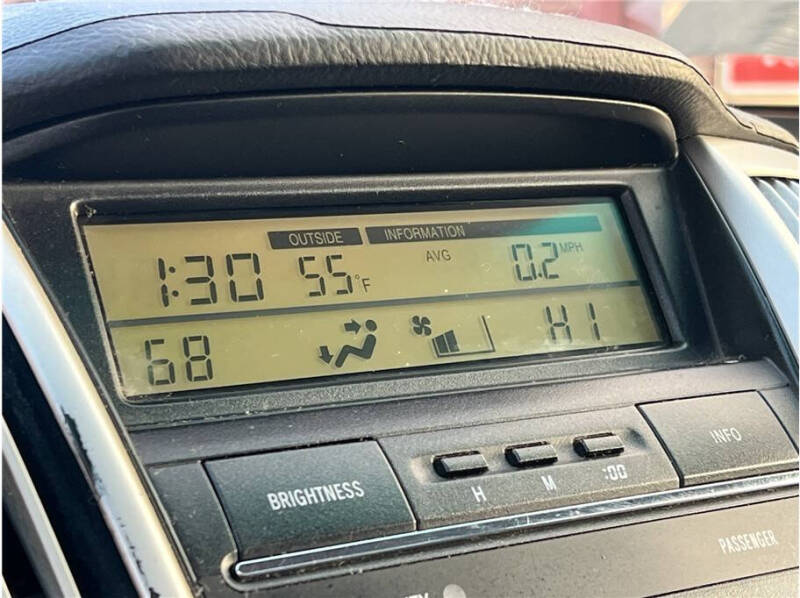 OUTSIDE INFORMATION
1:30 55°F AVG 0.2 MPH
68 HI
BRIGHTNESS H M :00 INFO
PASSENGER